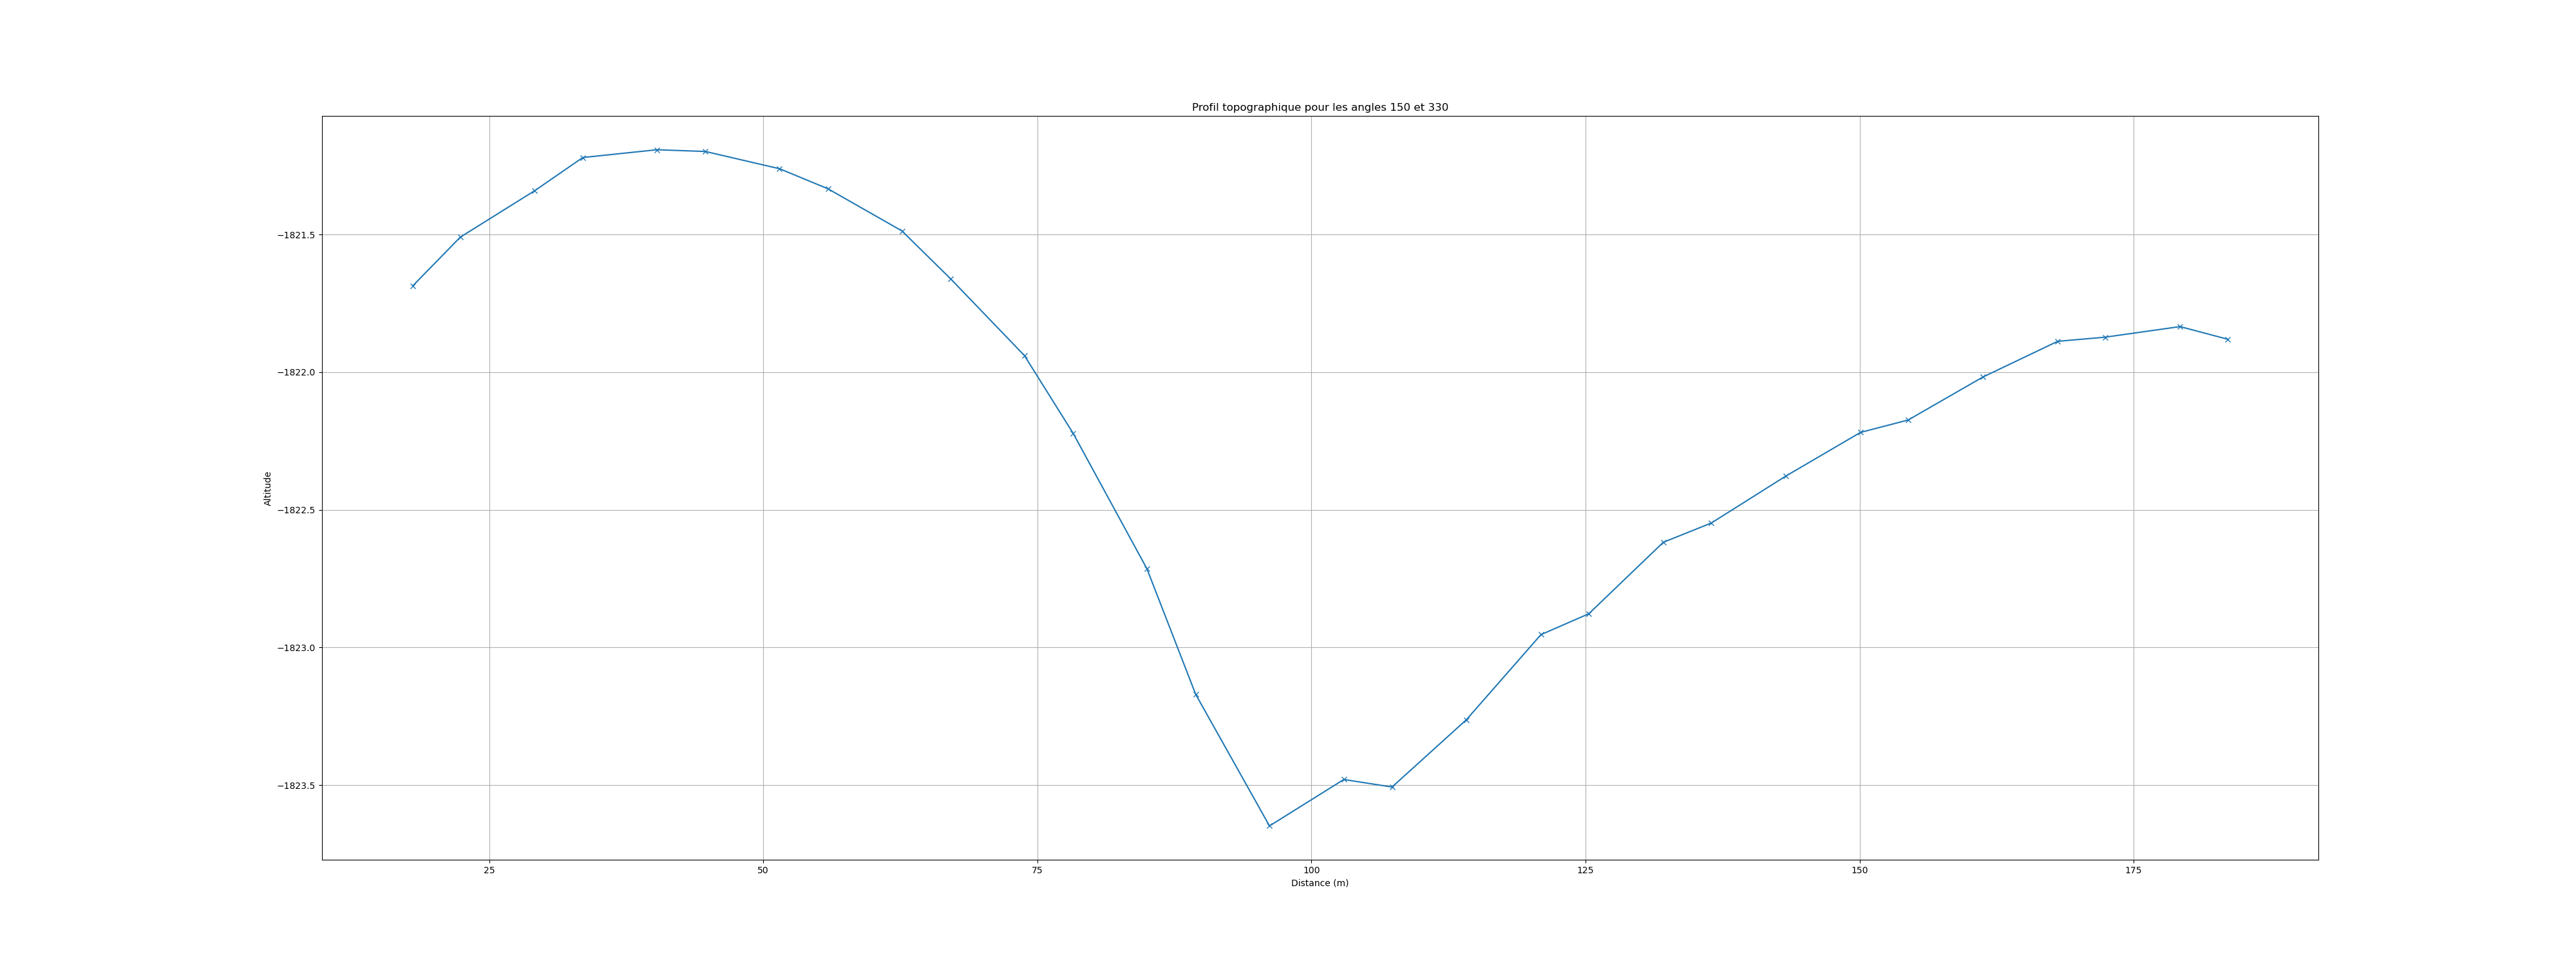 Profil topographique pour les angles 150 et 330
−1821.5
−1822.0
−1822.5
−1823.0
−1823.5
Altitude
25 50 75 100 125 150 175
Distance (m)